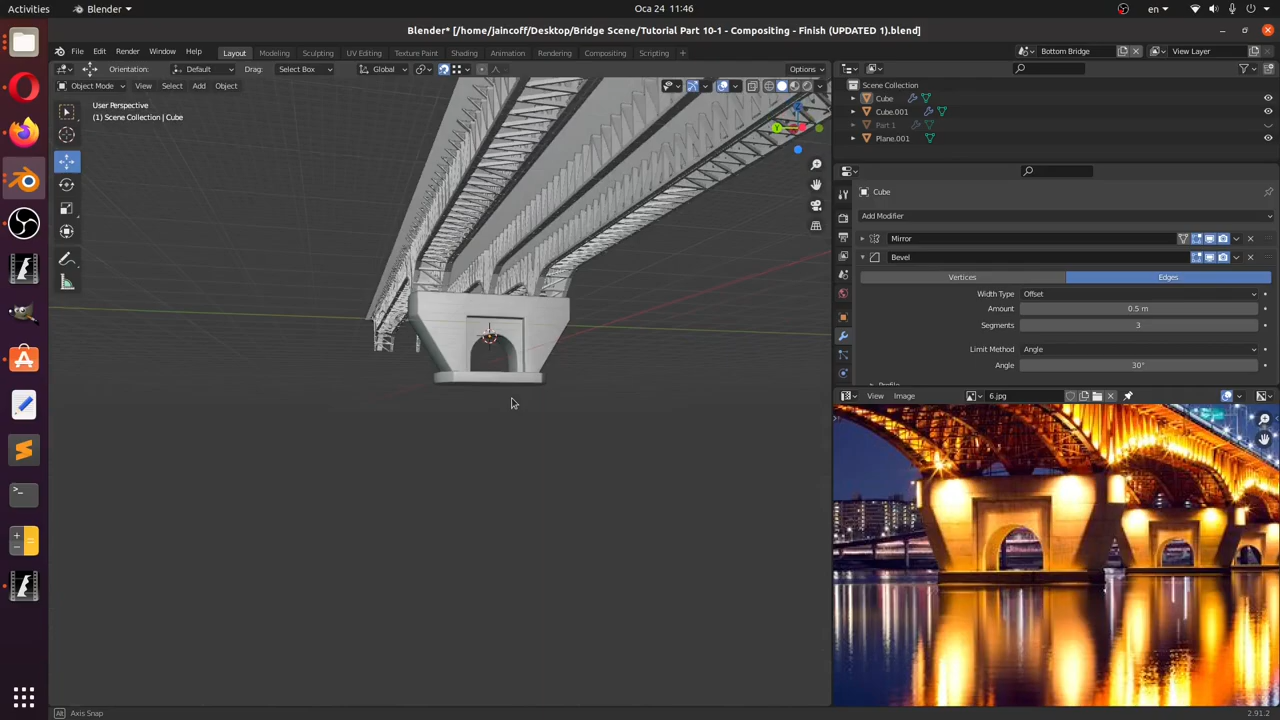 Activities
Blender
Oca 24 11:46
en
Blender* [/home/jaincoff/Desktop/Bridge Scene/Tutorial Part 10-1 - Compositing - Finish (UPDATED 1).blend]
File Edit Render Window Help
Layout Modeling Sculpting UV Editing Texture Paint Shading Animation Rendering Compositing Scripting
Bottom Bridge
View Layer
Orientation: Default Drag: Select Box Global Options
Object Mode View Select Add Object
User Perspective
(1) Scene Collection | Cube
Y
Scene Collection
Cube
Cube.001
Part 1
Plane.001
Cube
Add Modifier
Mirror
Bevel
Vertices Edges
Width Type Offset
Amount 0.5 m
Segments 3
Limit Method Angle
Angle 30°
Profile
View Image 6.jpg
Alt Axis Snap
2.91.2